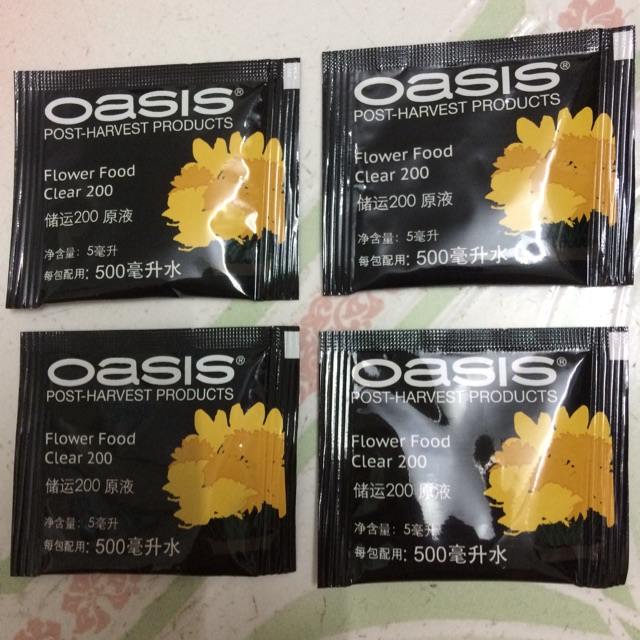 oasis®
POST-HARVEST PRODUCTS
Flower Food
Clear 200
储运200 原液
净含量：5毫升
每包配用: 500毫升水
oasis®
POST-HARVEST PRODUCTS
Flower Food
Clear 200
储运200 原液
净含量：5毫升
每包配用: 500毫升水
oasis®
POST-HARVEST PRODUCTS
Flower Food
Clear 200
储运200 原液
净含量：5毫升
每包配用: 500毫升水
oasis®
POST-HARVEST PRODUCTS
Flower Food
Clear 200
储运200 原液
净含量：5毫升
每包配用: 500毫升水